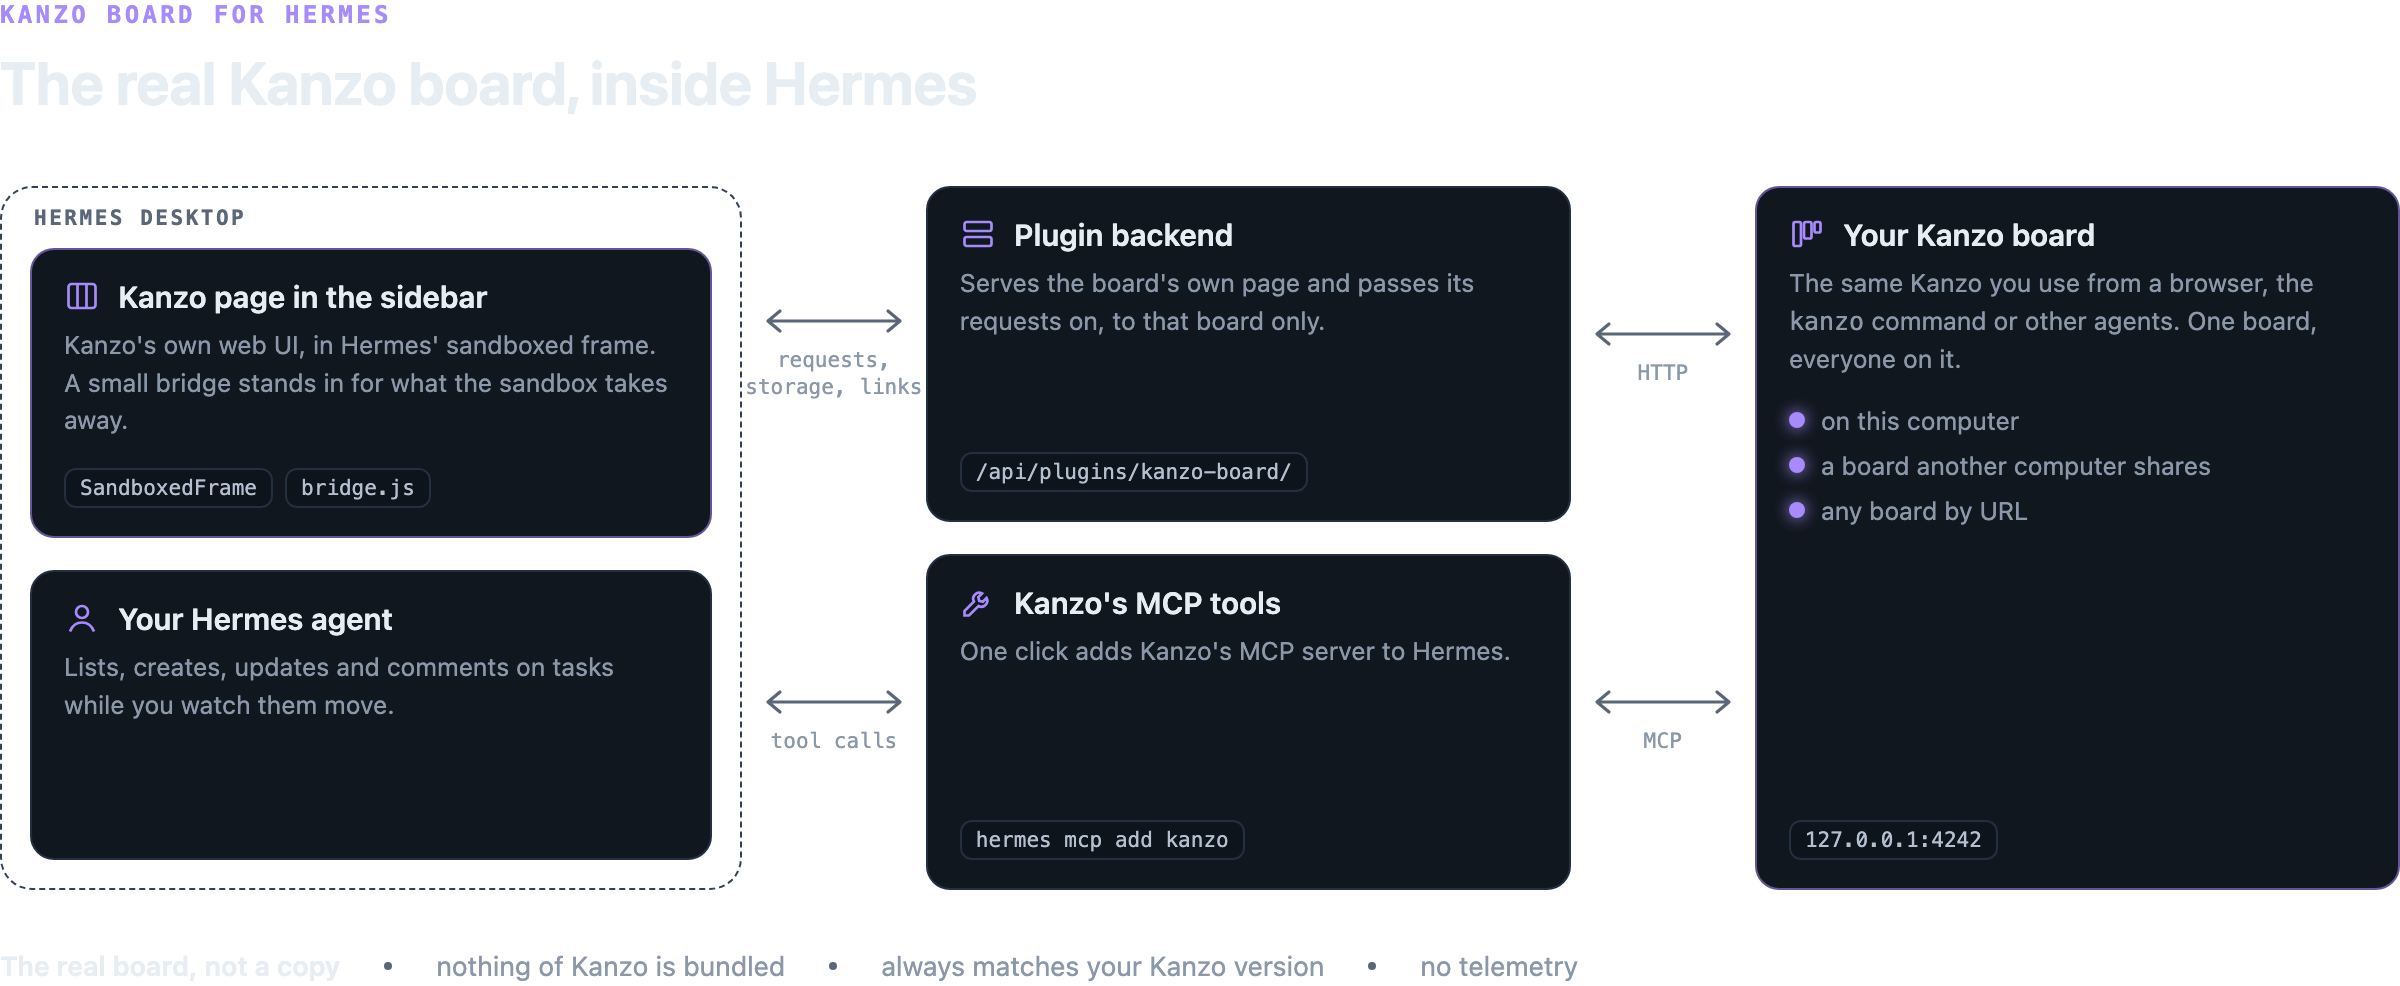 KANZO BOARD FOR HERMES
The real Kanzo board, inside Hermes
HERMES DESKTOP
Kanzo page in the sidebar
Kanzo's own web UI, in Hermes' sandboxed frame.
A small bridge stands in for what the sandbox takes
away.
SandboxedFrame
bridge.js
Your Hermes agent
Lists, creates, updates and comments on tasks
while you watch them move.
requests,
storage, links
tool calls
Plugin backend
Serves the board's own page and passes its
requests on, to that board only.
/api/plugins/kanzo-board/
Kanzo's MCP tools
One click adds Kanzo's MCP server to Hermes.
hermes mcp add kanzo
HTTP
MCP
Your Kanzo board
The same Kanzo you use from a browser, the
kanzo command or other agents. One board,
everyone on it.
on this computer
a board another computer shares
any board by URL
127.0.0.1:4242
The real board, not a copy • nothing of Kanzo is bundled • always matches your Kanzo version • no telemetry